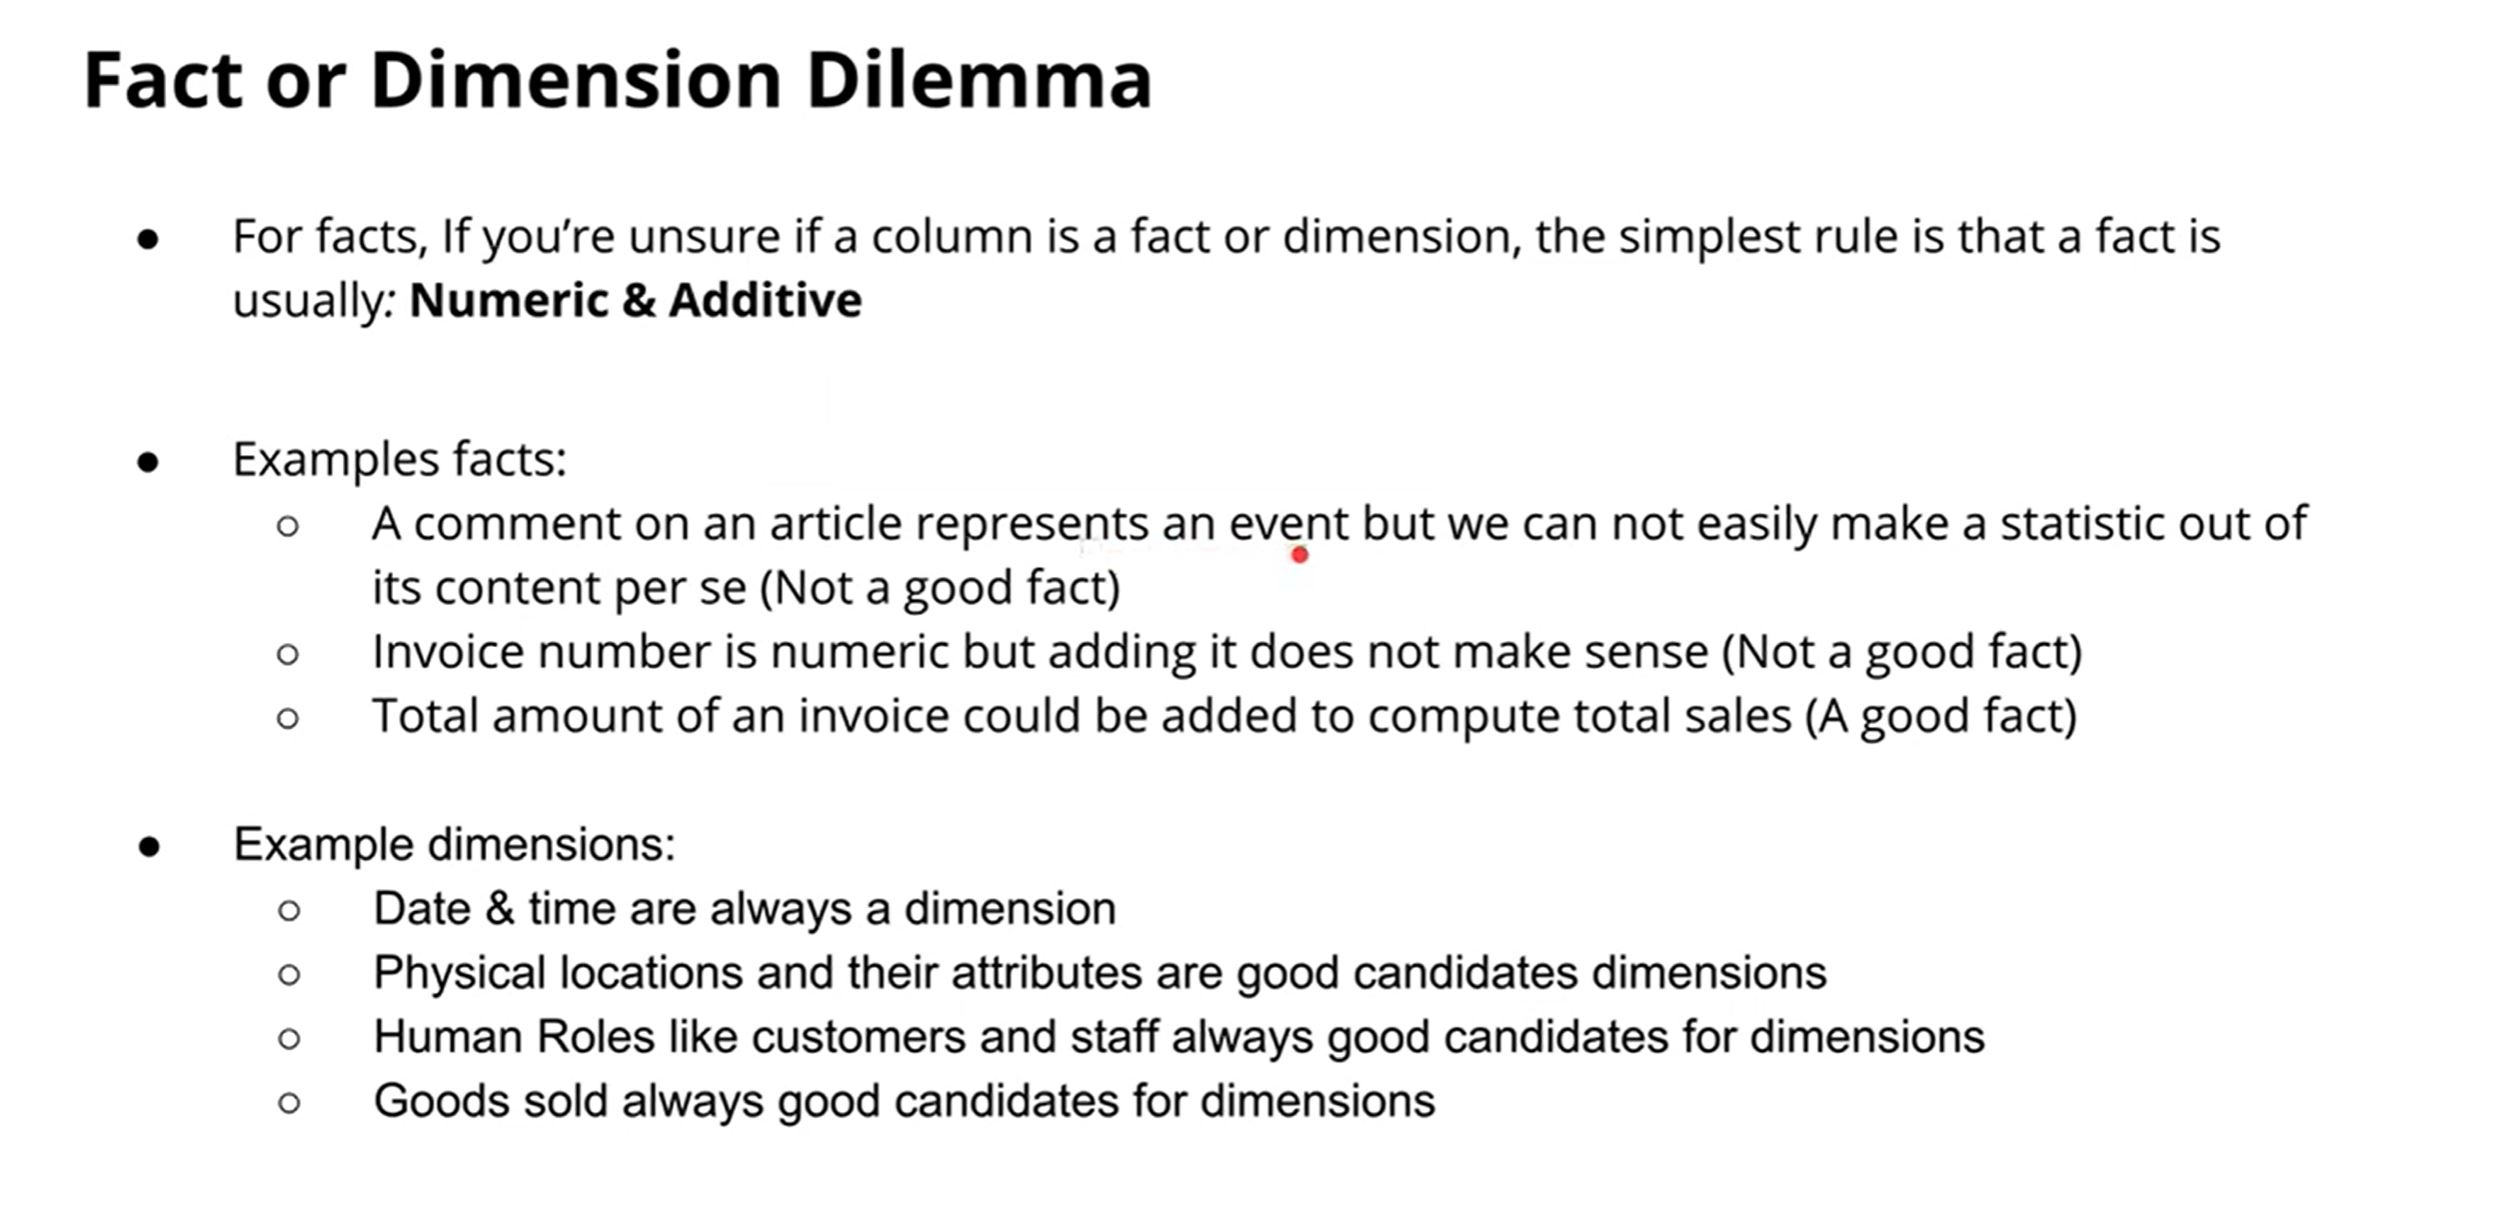 Fact or Dimension Dilemma
● For facts, If you’re unsure if a column is a fact or dimension, the simplest rule is that a fact is
usually: Numeric & Additive
● Examples facts:
○ A comment on an article represents an event but we can not easily make a statistic out of
its content per se (Not a good fact)
○ Invoice number is numeric but adding it does not make sense (Not a good fact)
○ Total amount of an invoice could be added to compute total sales (A good fact)
● Example dimensions:
○ Date & time are always a dimension
○ Physical locations and their attributes are good candidates dimensions
○ Human Roles like customers and staff always good candidates for dimensions
○ Goods sold always good candidates for dimensions